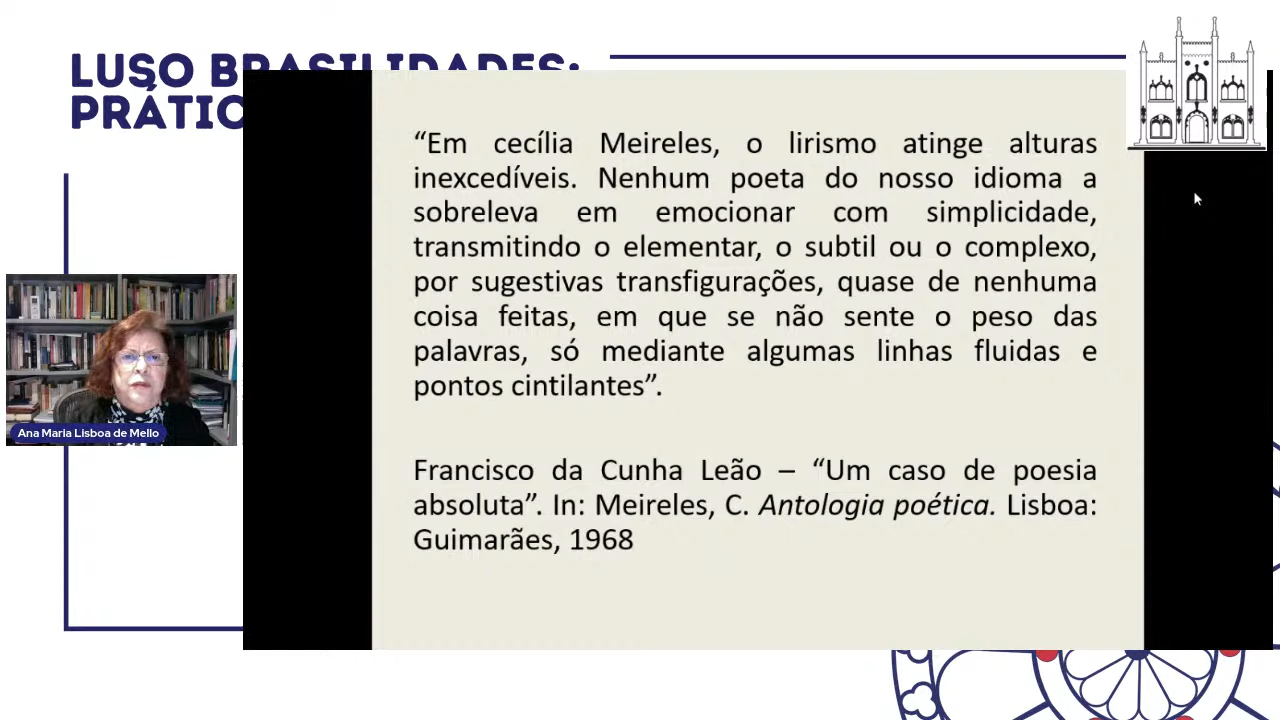 LUSO BRASILIDADES:
PRÁTIC
“Em cecília Meireles, o lirismo atinge alturas
inexcedíveis. Nenhum poeta do nosso idioma a
sobreleva em emocionar com simplicidade,
transmitindo o elementar, o subtil ou o complexo,
por sugestivas transfigurações, quase de nenhuma
coisa feitas, em que se não sente o peso das
palavras, só mediante algumas linhas fluidas e
pontos cintilantes”.
Francisco da Cunha Leão – “Um caso de poesia
absoluta”. In: Meireles, C. Antologia poética. Lisboa:
Guimarães, 1968
Ana Maria Lisboa de Mello